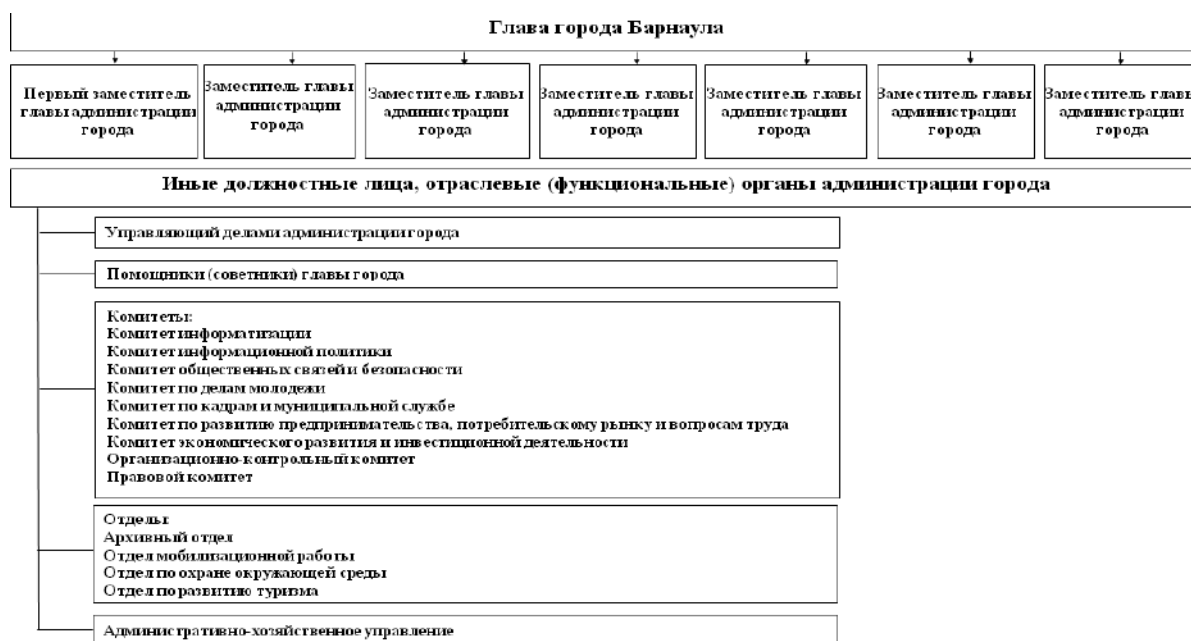 Глава города Барнаула
Первый заместитель
главы администрации
города
Заместитель главы
администрации
города
Заместитель главы
администрации
города
Заместитель главы
администрации
города
Заместитель главы
администрации
города
Заместитель главы
администрации
города
Заместитель главы
администрации
города
Иные должностные лица, отраслевые (функциональные) органы администрации города
Управляющий делами администрации города
Помощники (советники) главы города
Комитеты:
Комитет информатизации
Комитет информационной политики
Комитет общественных связей и безопасности
Комитет по делам молодежи
Комитет по кадрам и муниципальной службе
Комитет по развитию предпринимательства, потребительскому рынку и вопросам труда
Комитет экономического развития и инвестиционной деятельности
Организационно-контрольный комитет
Правовой комитет
Отделы:
Архивный отдел
Отдел мобилизационной работы
Отдел по охране окружающей среды
Отдел по развитию туризма
Административно-хозяйственное управление